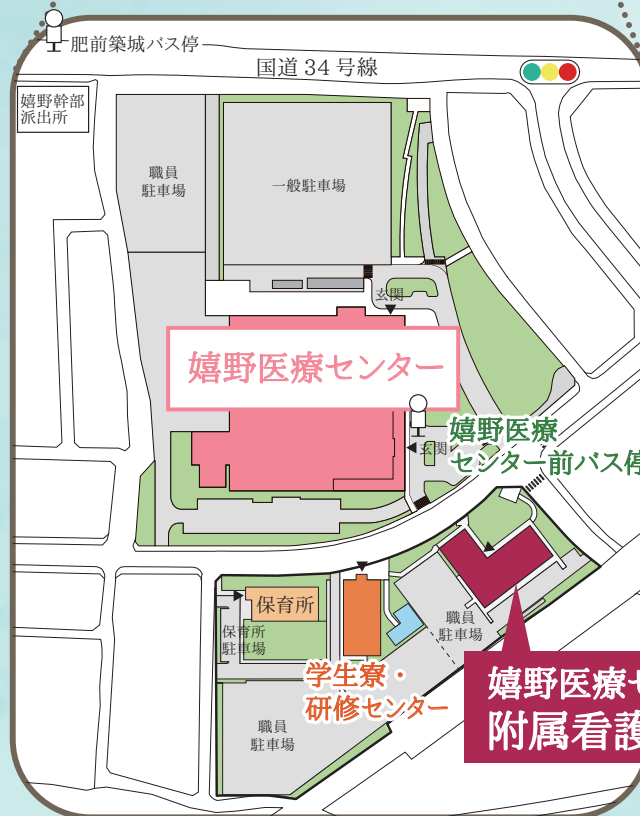 肥前築城バス停
国道 34 号線
嬉野幹部
派出所
職員
駐車場
一般駐車場
玄関
嬉野医療センター
嬉野医療
センター前バス停
玄関
保育所
保育所
駐車場
職員
駐車場
学生寮・
研修センター
職員
駐車場
嬉野医療セ
附属看護